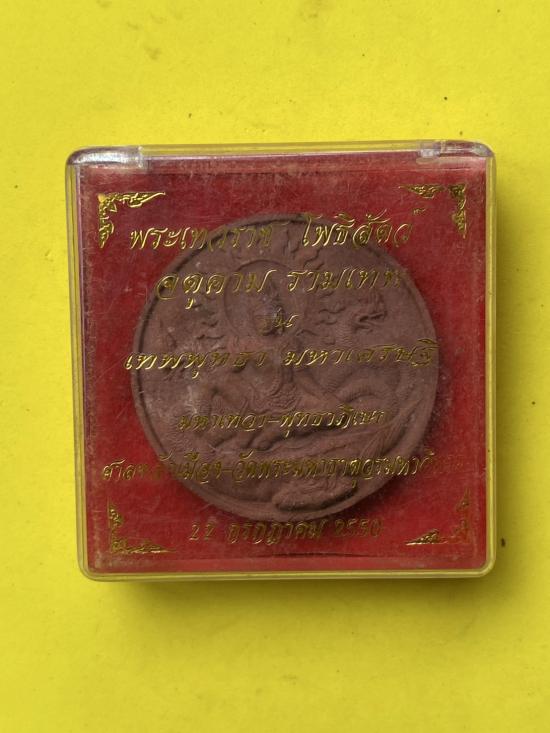 พระเทวราช โพธิสัตว์
จตุคาม รามเทพ
รุ่น
เทพพุทธา มหาเศรษฐี
มหาเทวา-พุทธาภิเษก
ศาลหลักเมือง-วัดพระมหาธาตุวรมหาวิหาร
22 กรกฎาคม 2550